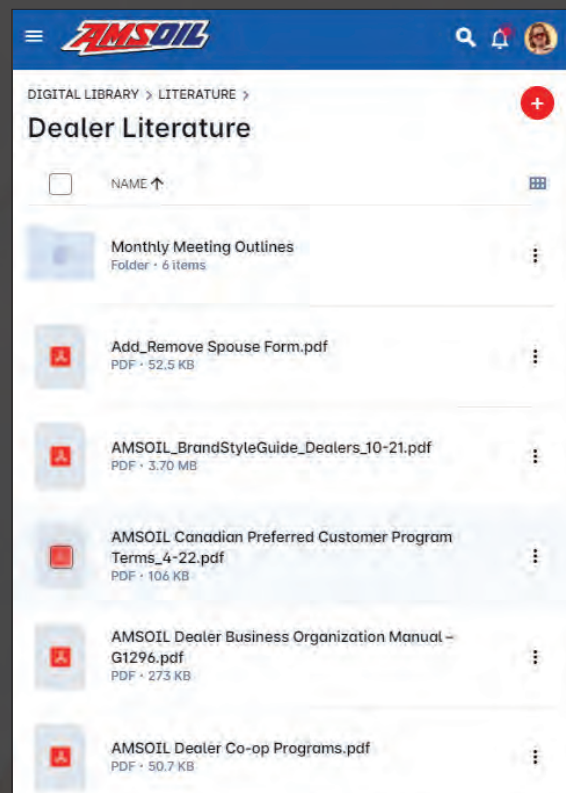 AMSOIL
DIGITAL LIBRARY > LITERATURE >
Dealer Literature
+
NAME ↑
Monthly Meeting Outlines
Folder · 6 items
Add_Remove Spouse Form.pdf
PDF · 52.5 KB
AMSOIL_BrandStyleGuide_Dealers_10-21.pdf
PDF · 3.70 MB
AMSOIL Canadian Preferred Customer Program
Terms_4-22.pdf
PDF · 106 KB
AMSOIL Dealer Business Organization Manual –
G1296.pdf
PDF · 273 KB
AMSOIL Dealer Co-op Programs.pdf
PDF · 50.7 KB